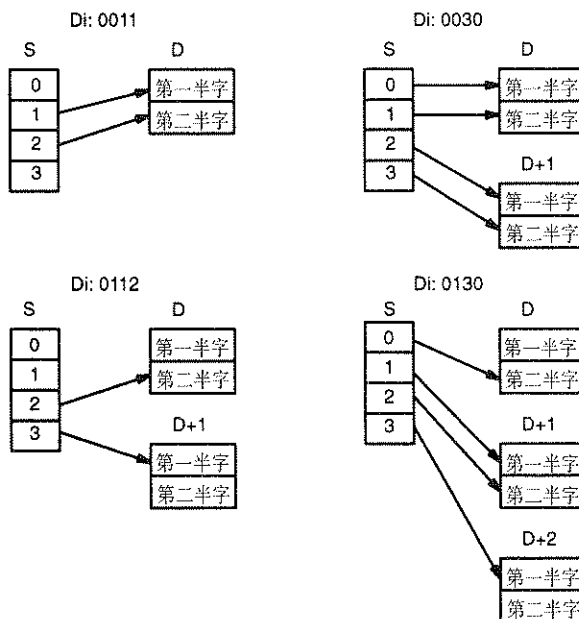 Di: 0011
S
D
0
1
2
3
第一半字
第二半字
Di: 0030
S
D
0
1
2
3
第一半字
第二半字
D+1
第一半字
第二半字
Di: 0112
S
D
0
1
2
3
第一半字
第二半字
D+1
第一半字
第二半字
Di: 0130
S
D
0
1
2
3
第一半字
第二半字
D+1
第一半字
第二半字
D+2
第一半字
第二半字